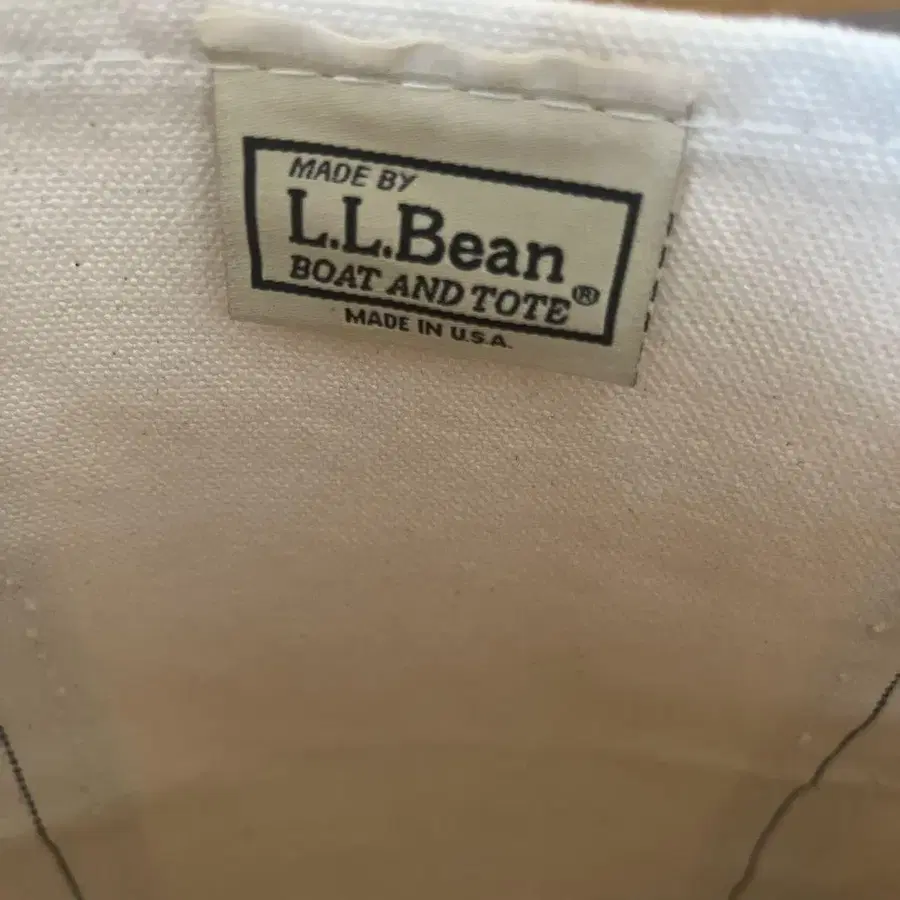 MADE BY
L.L.Bean
BOAT AND TOTE®
MADE IN U.S.A.